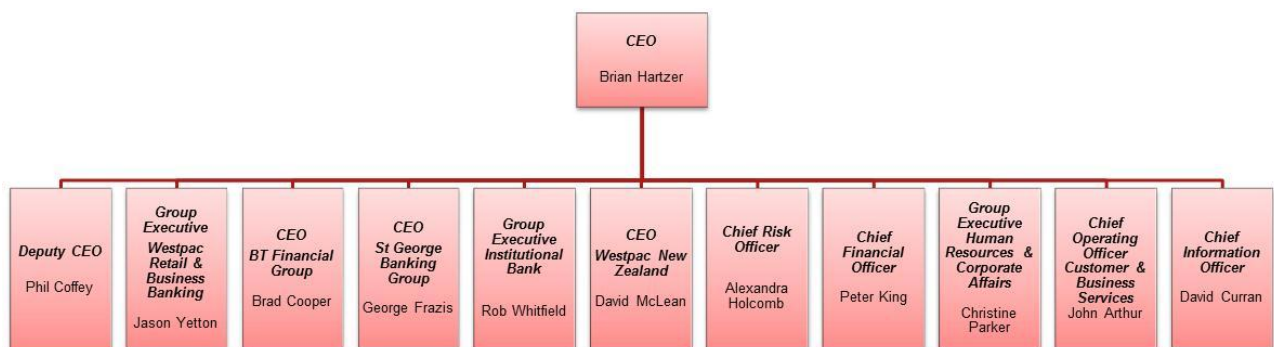 CEO
Brian Hartzer
Deputy CEO
Phil Coffey
Group
Executive
Westpac
Retail &
Business
Banking
Jason Yetton
CEO
BT Financial
Group
Brad Cooper
CEO
St George
Banking
Group
George Frazis
Group
Executive
Institutional
Bank
Rob Whitfield
CEO
Westpac New
Zealand
David McLean
Chief Risk
Officer
Alexandra
Holcomb
Chief
Financial
Officer
Peter King
Group
Executive
Human
Resources &
Corporate
Affairs
Christine
Parker
Chief
Operating
Officer
Customer &
Business
Services
John Arthur
Chief
Information
Officer
David Curran